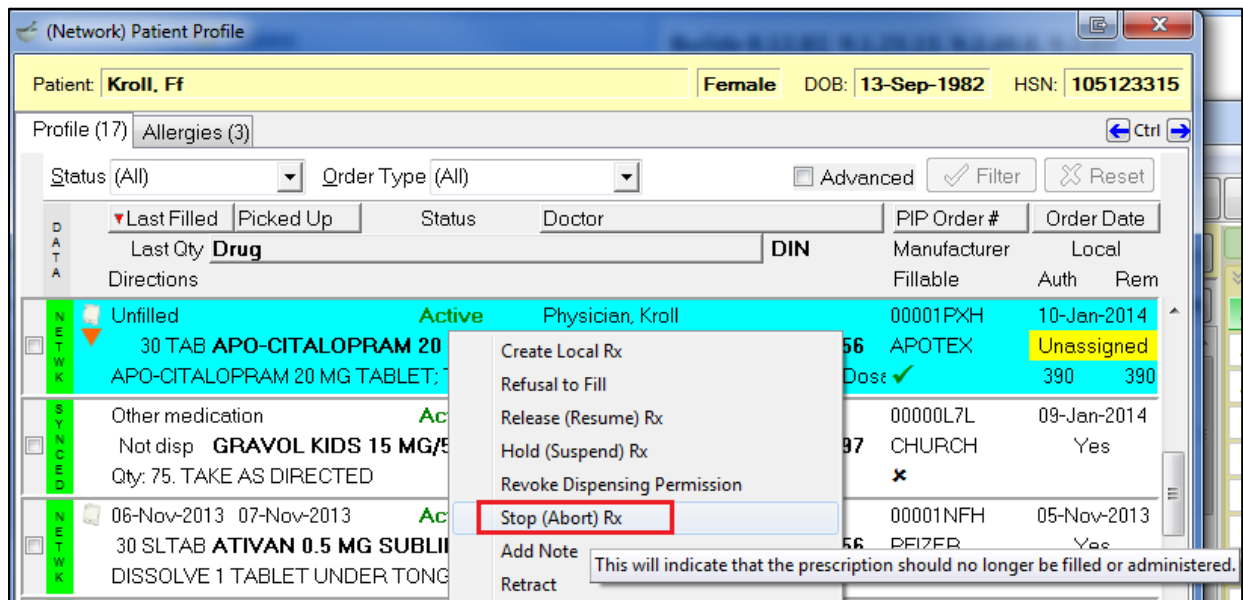 (Network) Patient Profile
Patient: Kroll, Ff Female DOB: 13-Sep-1982 HSN: 105123315
Profile (17) Allergies (3) Ctrl
Status (All) Order Type (All) Advanced Filter Reset
DATA
Last Filled Picked Up Status Doctor PIP Order # Order Date
Last Qty Drug DIN Manufacturer Local
Directions Fillable Auth Rem
NETWK
Unfilled Active Physician, Kroll 00001PXH 10-Jan-2014
30 TAB APO-CITALOPRAM 20 56 APOTEX Unassigned
APO-CITALOPRAM 20 MG TABLET; 390 390
SYNCED
Other medication 00000L7L 09-Jan-2014
Not disp GRAVOL KIDS 15 MG/5 97 CHURCH Yes
Qty: 75. TAKE AS DIRECTED
NETWK
06-Nov-2013 07-Nov-2013 00001NFH 05-Nov-2013
30 SLTAB ATIVAN 0.5 MG 56 PFIZER Yes
DISSOLVE 1 TABLET UNDER
Create Local Rx
Refusal to Fill
Release (Resume) Rx
Hold (Suspend) Rx
Revoke Dispensing Permission
Stop (Abort) Rx
Add Note
Retract
This will indicate that the prescription should no longer be filled or administered.